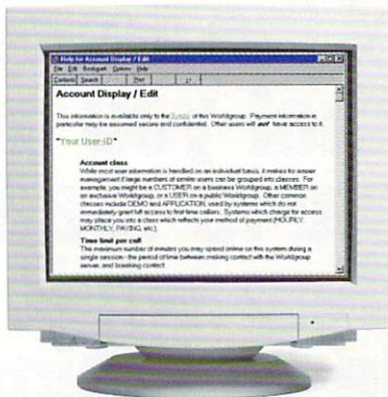 Help for Account Display / Edit
File Edit Bookmark Options Help
Contents Search Print
Account Display / Edit
This information is available only to the Sysop of this Worldgroup. Payment information in
particular may be assumed secure and confidential. Other users will not have access to it.
"Your User-ID"
Account class
While most user information is handled on an individual basis, it makes for easier
management if large numbers of similar users can be grouped into classes. For
example, you might be a CUSTOMER on a business Worldgroup, a MEMBER on
an exclusive Worldgroup, or a USER on a public Worldgroup. Other common
classes include DEMO and APPLICATION, used by systems which do not
immediately grant full access to first-time callers. Systems which charge for access
may place you into a class which reflects your method of payment (HOURLY,
MONTHLY, PAYING, etc.).
Time limit per call
The maximum number of minutes you may spend online on this system during a
single session - the period of time between making contact with the Worldgroup
server, and breaking contact.